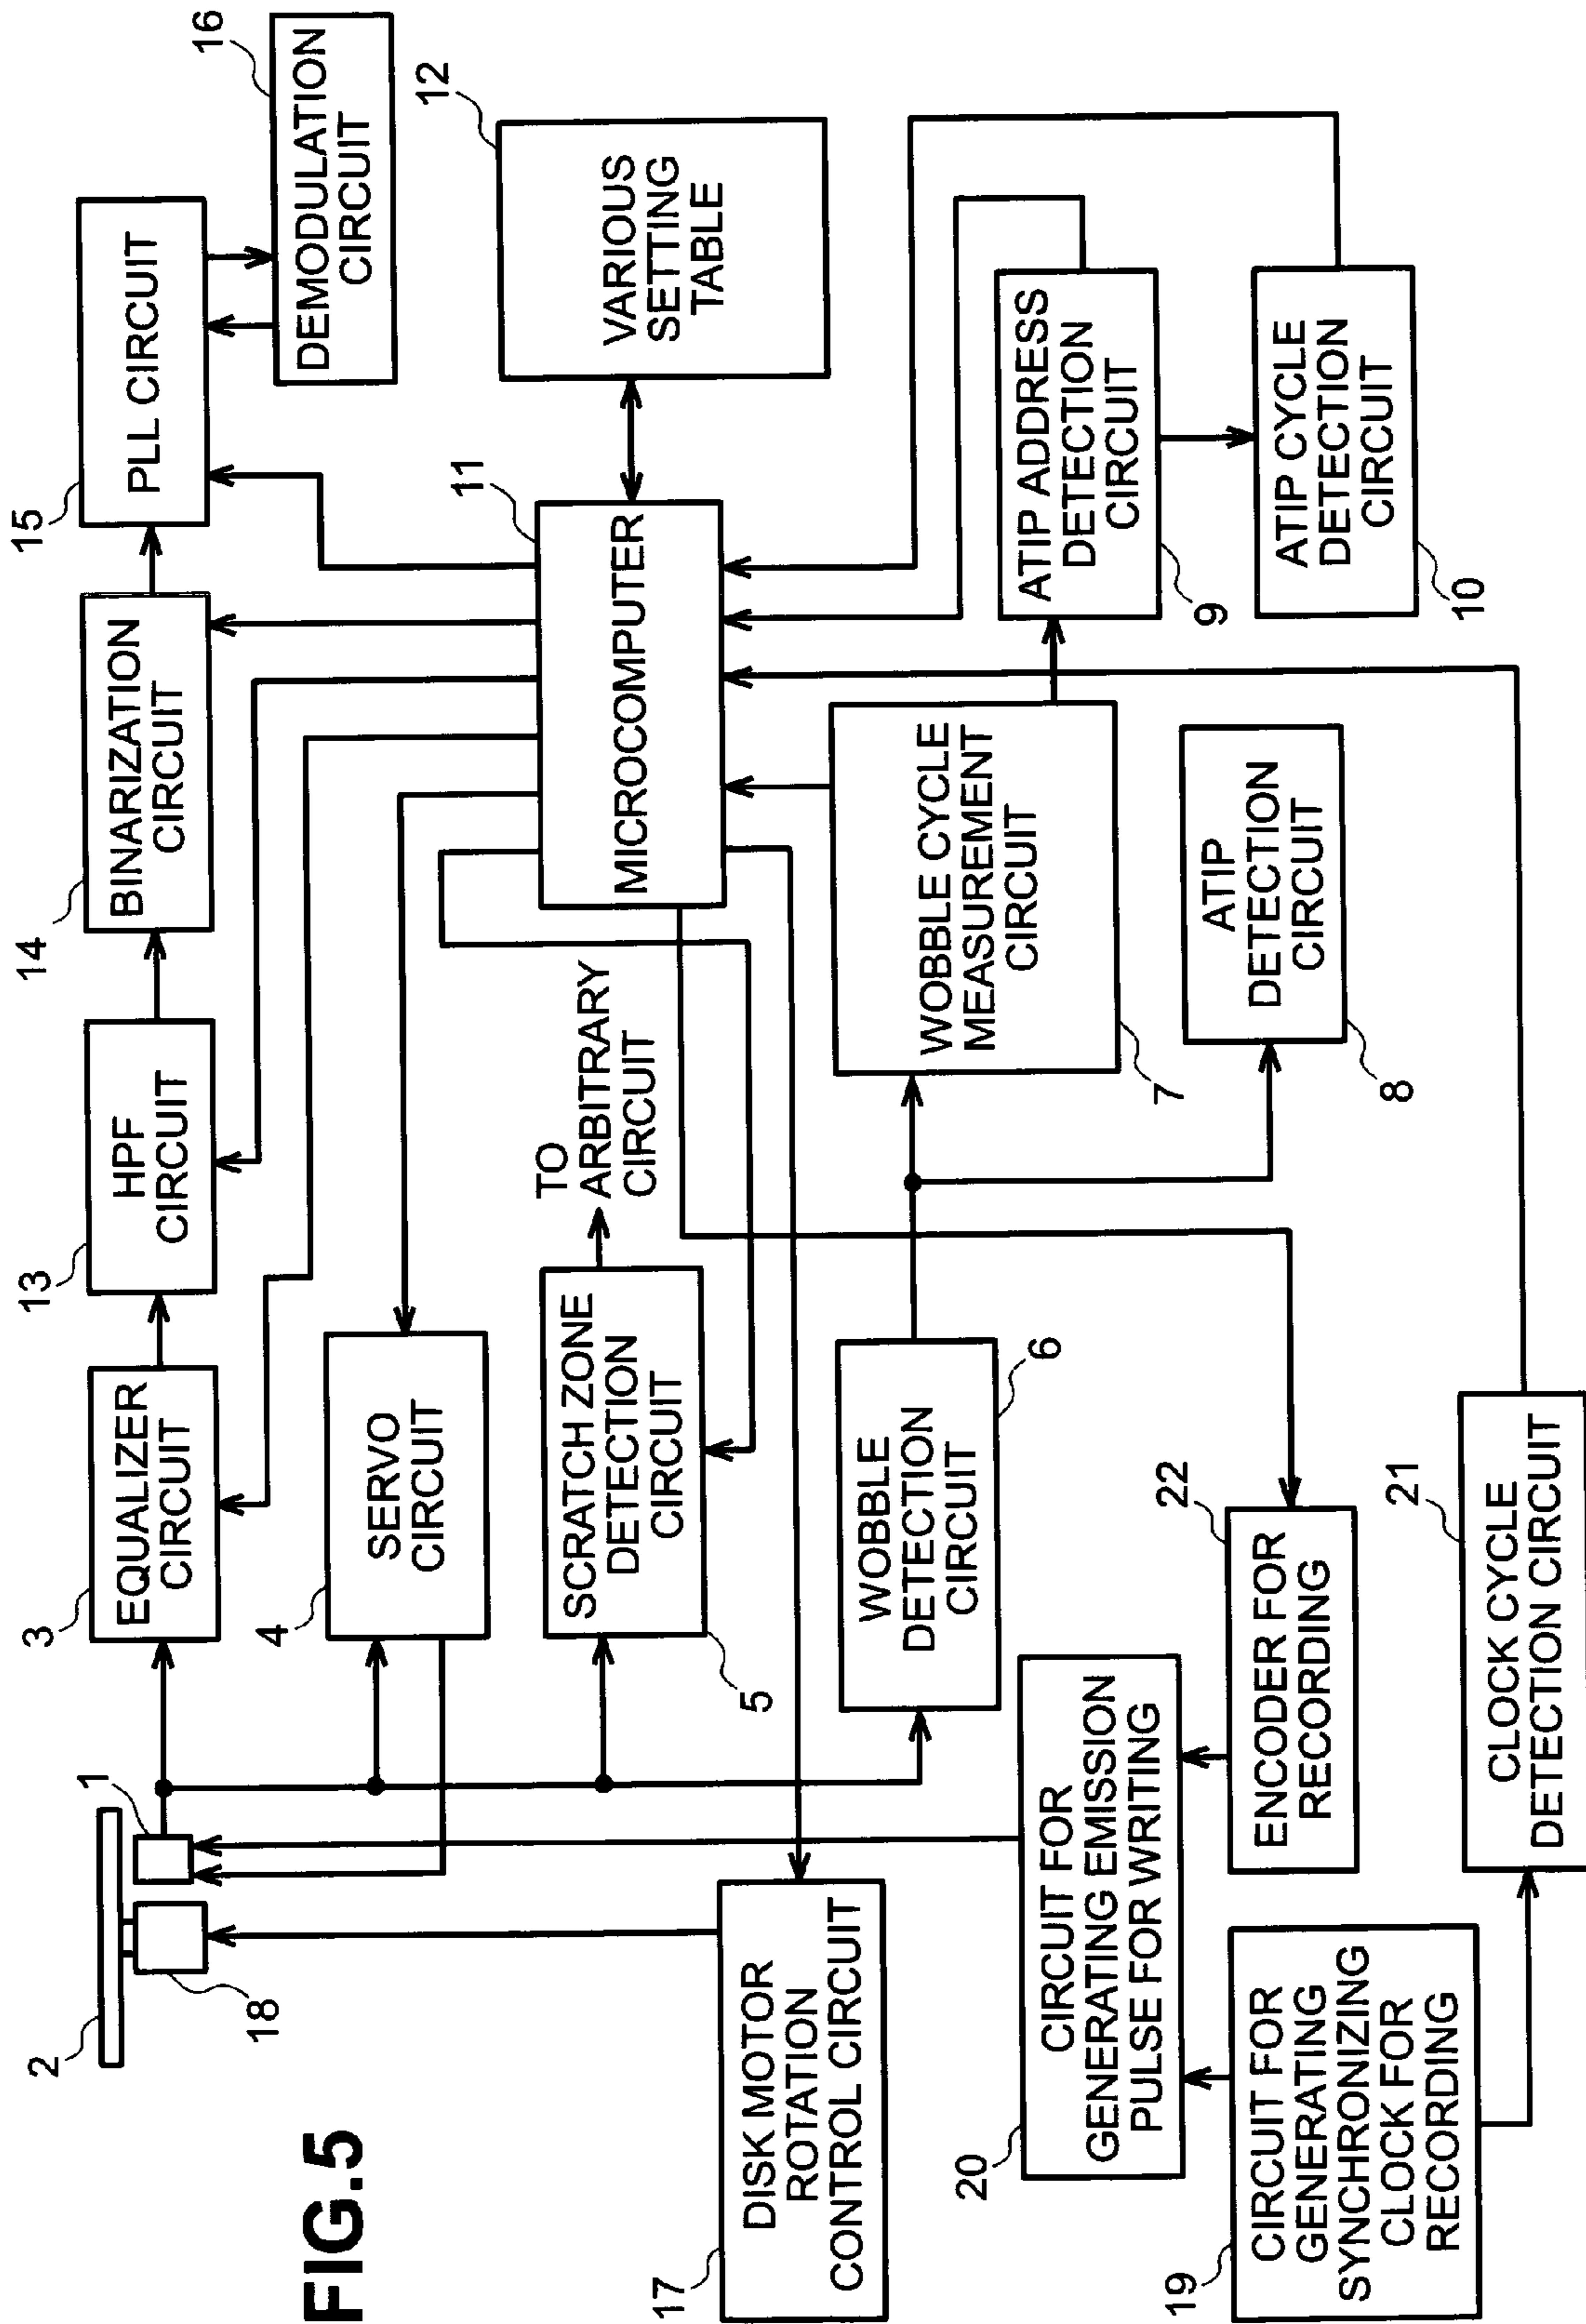 FIG.5
2
18
1
3
EQUALIZER
CIRCUIT
13
HPF
CIRCUIT
14
BINARIZATION
CIRCUIT
15
PLL CIRCUIT
16
DEMODULATION
CIRCUIT
4
SERVO
CIRCUIT
5
SCRATCH ZONE
DETECTION
CIRCUIT
TO
ARBITRARY
CIRCUIT
11
MICROCOMPUTER
12
VARIOUS
SETTING
TABLE
17
DISK MOTOR
ROTATION
CONTROL CIRCUIT
6
WOBBLE
DETECTION
CIRCUIT
7
WOBBLE CYCLE
MEASUREMENT
CIRCUIT
8
ATIP
DETECTION
CIRCUIT
9
ATIP ADDRESS
DETECTION
CIRCUIT
10
ATIP CYCLE
DETECTION
CIRCUIT
20
CIRCUIT FOR
GENERATING EMISSION
PULSE FOR WRITING
22
ENCODER FOR
RECORDING
19
CIRCUIT FOR
GENERATING
SYNCHRONIZING
CLOCK FOR
RECORDING
21
CLOCK CYCLE
DETECTION CIRCUIT